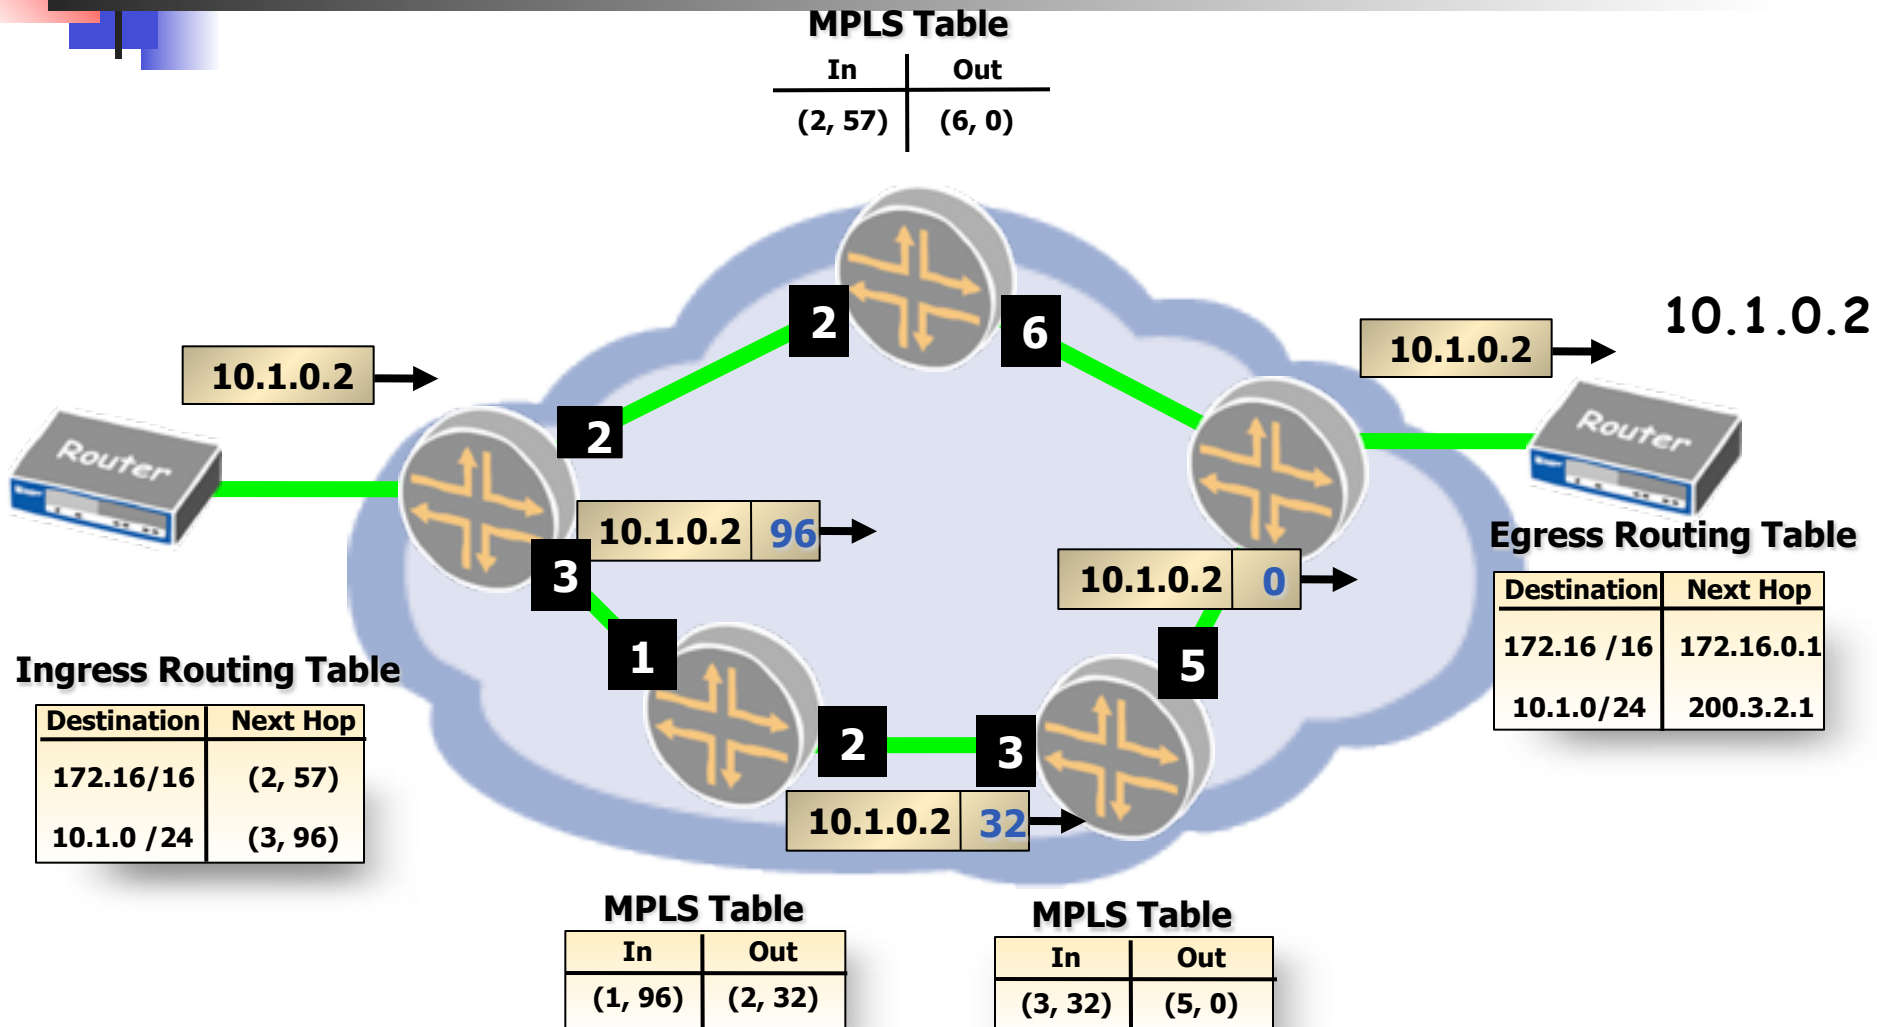 MPLS Table
In Out
(2, 57) (6, 0)
2
6
10.1.0.2
10.1.0.2
10.1.0.2
Router
2
Router
10.1.0.2 96
3
10.1.0.2 0
1
5
2
3
10.1.0.2 32
Egress Routing Table
Destination Next Hop
172.16 /16 172.16.0.1
10.1.0/24 200.3.2.1
Ingress Routing Table
Destination Next Hop
172.16/16 (2, 57)
10.1.0 /24 (3, 96)
MPLS Table
In Out
(1, 96) (2, 32)
MPLS Table
In Out
(3, 32) (5, 0)